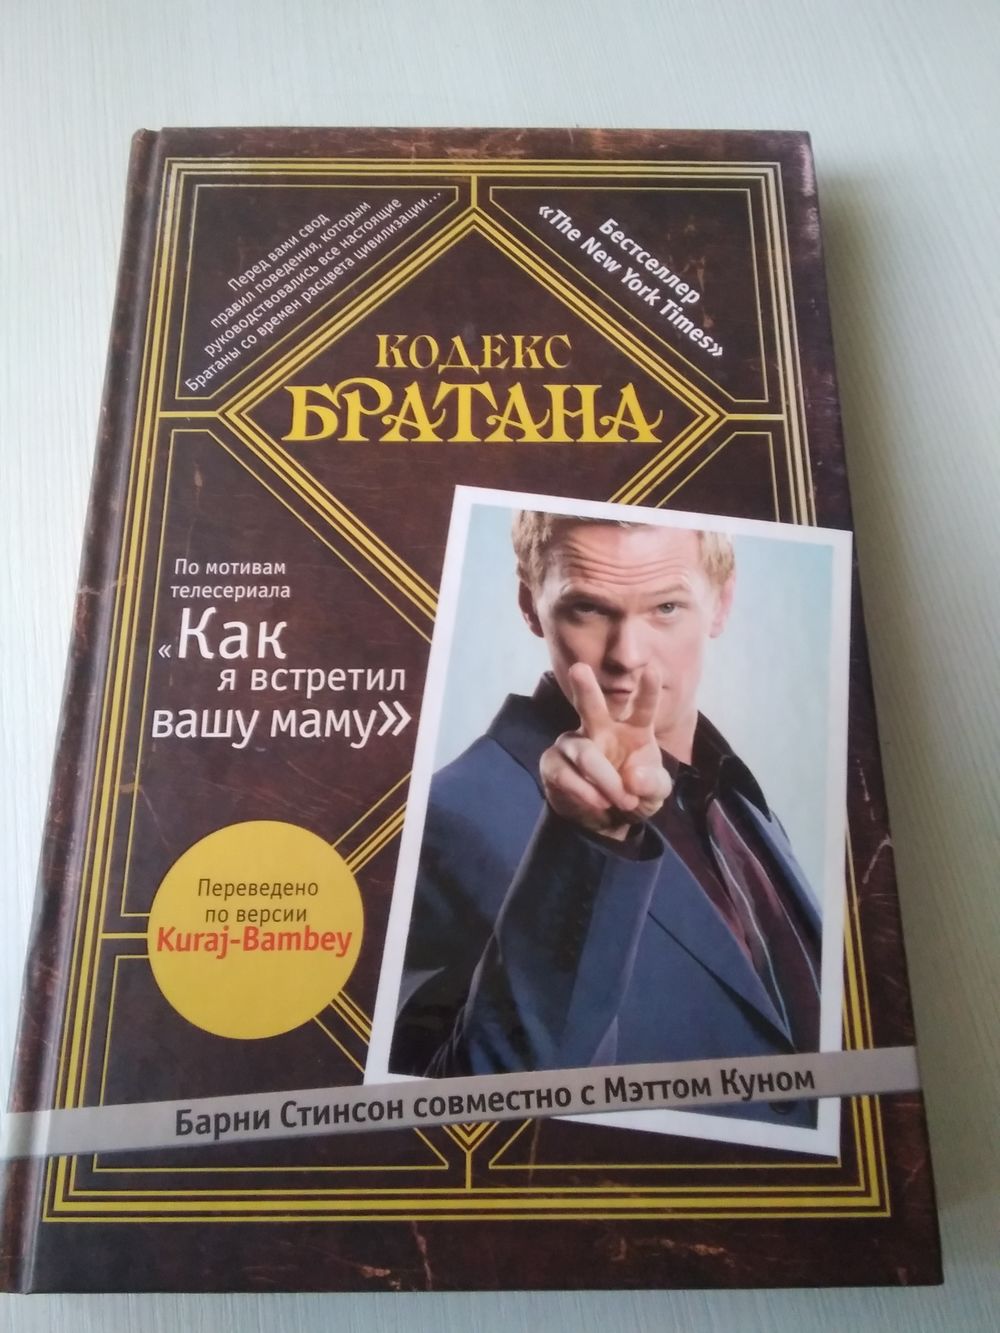 Перед вами свод
правил поведения, которым
руководствовались все настоящие
Братаны со времен расцвета цивилизации...
Бестселлер
«The New York Times»
КОДЕКС
БРАТАНА
По мотивам
телесериала
«Как
я встретил
вашу маму»
Переведено
по версии
Kuraj-Bambey
Барни Стинсон совместно с Мэттом Куном